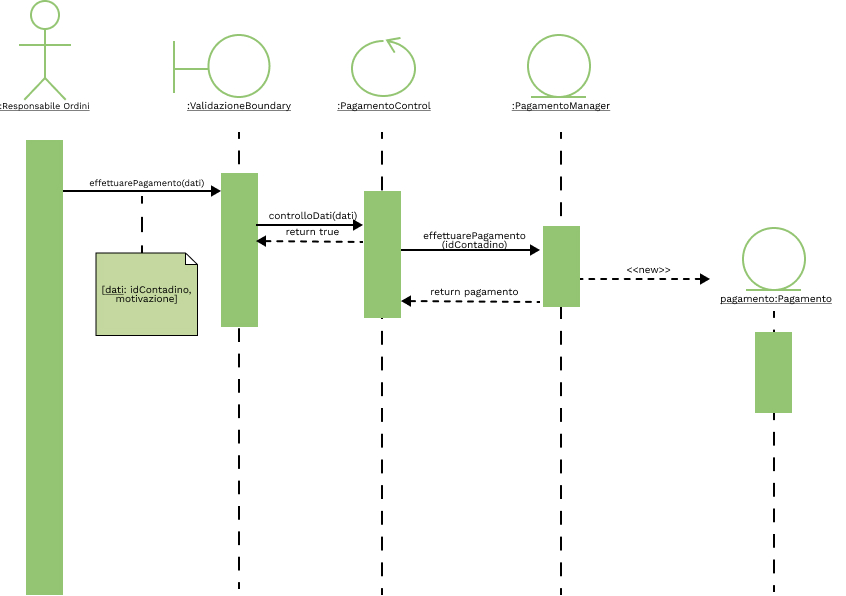 :Responsabile Ordini
:ValidazioneBoundary
:PagamentoControl
:PagamentoManager
effettuarePagamento(dati)
controlloDati(dati)
return true
effettuarePagamento
(idContadino)
<<new>>
return pagamento
[dati: idContadino,
motivazione]
pagamento:Pagamento